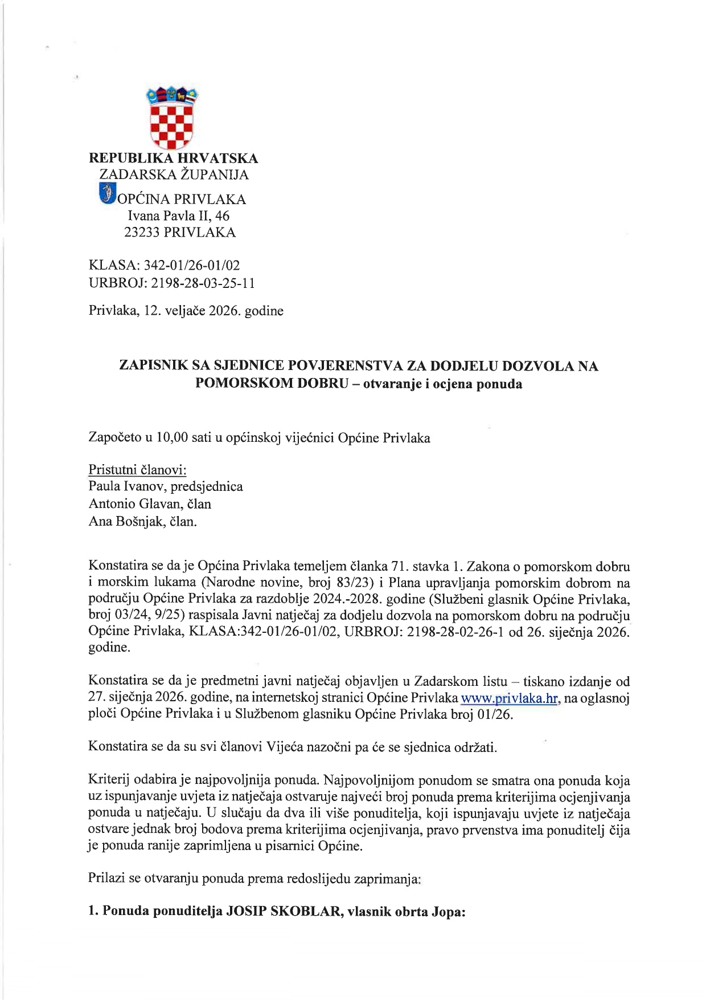 REPUBLIKA HRVATSKA
ZADARSKA ŽUPANIJA
OPĆINA PRIVLAKA
Ivana Pavla II, 46
23233 PRIVLAKA
KLASA: 342-01/26-01/02
URBROJ: 2198-28-03-25-11
Privlaka, 12. veljače 2026. godine
ZAPISNIK SA SJEDNICE POVJERENSTVA ZA DODJELU DOZVOLA NA
POMORSKOM DOBRU – otvaranje i ocjena ponuda
Započeto u 10,00 sati u općinskoj vijećnici Općine Privlaka
Pristutni članovi:
Paula Ivanov, predsjednica
Antonio Glavan, član
Ana Bošnjak, član.
Konstatira se da je Općina Privlaka temeljem članka 71. stavka 1. Zakona o pomorskom dobru
i morskim lukama (Narodne novine, broj 83/23) i Plana upravljanja pomorskim dobrom na
području Općine Privlaka za razdoblje 2024.-2028. godine (Službeni glasnik Općine Privlaka,
broj 03/24, 9/25) raspisala Javni natječaj za dodjelu dozvola na pomorskom dobru na području
Općine Privlaka, KLASA:342-01/26-01/02, URBROJ: 2198-28-02-26-1 od 26. siječnja 2026.
godine.
Konstatira se da je predmetni javni natječaj objavljen u Zadarskom listu – tiskano izdanje od
27. siječnja 2026. godine, na internetskoj stranici Općine Privlaka www.privlaka.hr, na oglasnoj
ploči Općine Privlaka i u Službenom glasniku Općine Privlaka broj 01/26.
Konstatira se da su svi članovi Vijeća nazočni pa će se sjednica održati.
Kriterij odabira je najpovoljnija ponuda. Najpovoljnijom ponudom se smatra ona ponuda koja
uz ispunjavanje uvjeta iz natječaja ostvaruje najveći broj ponuda prema kriterijima ocjenjivanja
ponuda u natječaju. U slučaju da dva ili više ponuditelja, koji ispunjavaju uvjete iz natječaja
ostvare jednak broj bodova prema kriterijima ocjenjivanja, pravo prvenstva ima ponuditelj čija
je ponuda ranije zaprimljena u pisarnici Općine.
Prilazi se otvaranju ponuda prema redoslijedu zaprimanja:
1. Ponuda ponuditelja JOSIP SKOBLAR, vlasnik obrta Jopa: